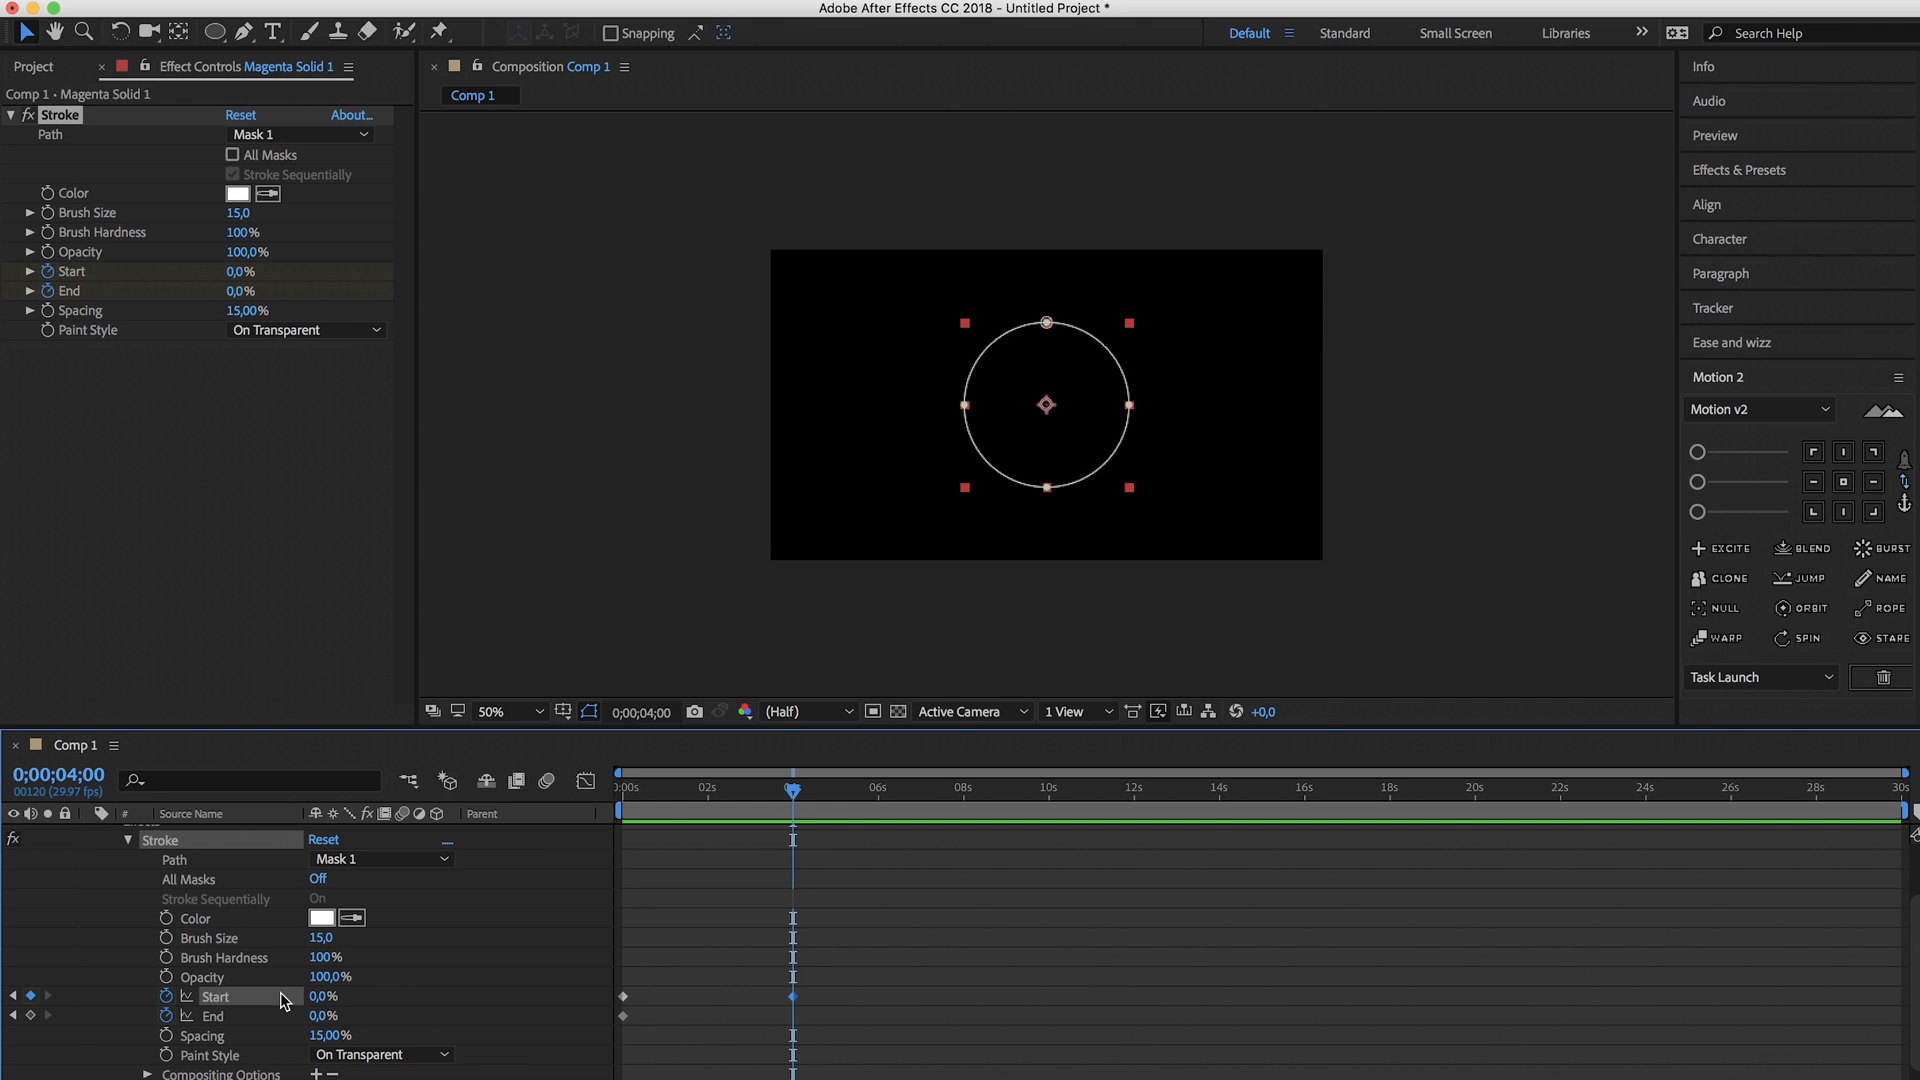 Adobe After Effects CC 2018 - Untitled Project *
Snapping
Default
Standard
Small Screen
Libraries
Search Help
Project
Effect Controls Magenta Solid 1
Comp 1 • Magenta Solid 1
fx Stroke Reset About...
Path Mask 1
All Masks
Stroke Sequentially
Color
Brush Size 15,0
Brush Hardness 100%
Opacity 100,0%
Start 0,0%
End 0,0%
Spacing 15,00%
Paint Style On Transparent
Composition Comp 1
Comp 1
50%
0;00;04;00
(Half)
Active Camera
1 View
+0,0
Info
Audio
Preview
Effects & Presets
Align
Character
Paragraph
Tracker
Ease and wizz
Motion 2
Motion v2
EXCITE BLEND BURST
CLONE JUMP NAME
NULL ORBIT ROPE
WARP SPIN STARE
Task Launch
Comp 1
0;00;04;00
00120 (29.97 fps)
# Source Name fx Parent
:00s 02s 06s 08s 10s 12s 14s 16s 18s 20s 22s 24s 26s 28s 30s
fx Stroke Reset ....
Path Mask 1
All Masks Off
Stroke Sequentially On
Color
Brush Size 15,0
Brush Hardness 100%
Opacity 100,0%
Start 0,0%
End 0,0%
Spacing 15,00%
Paint Style On Transparent
Compositing Options + −